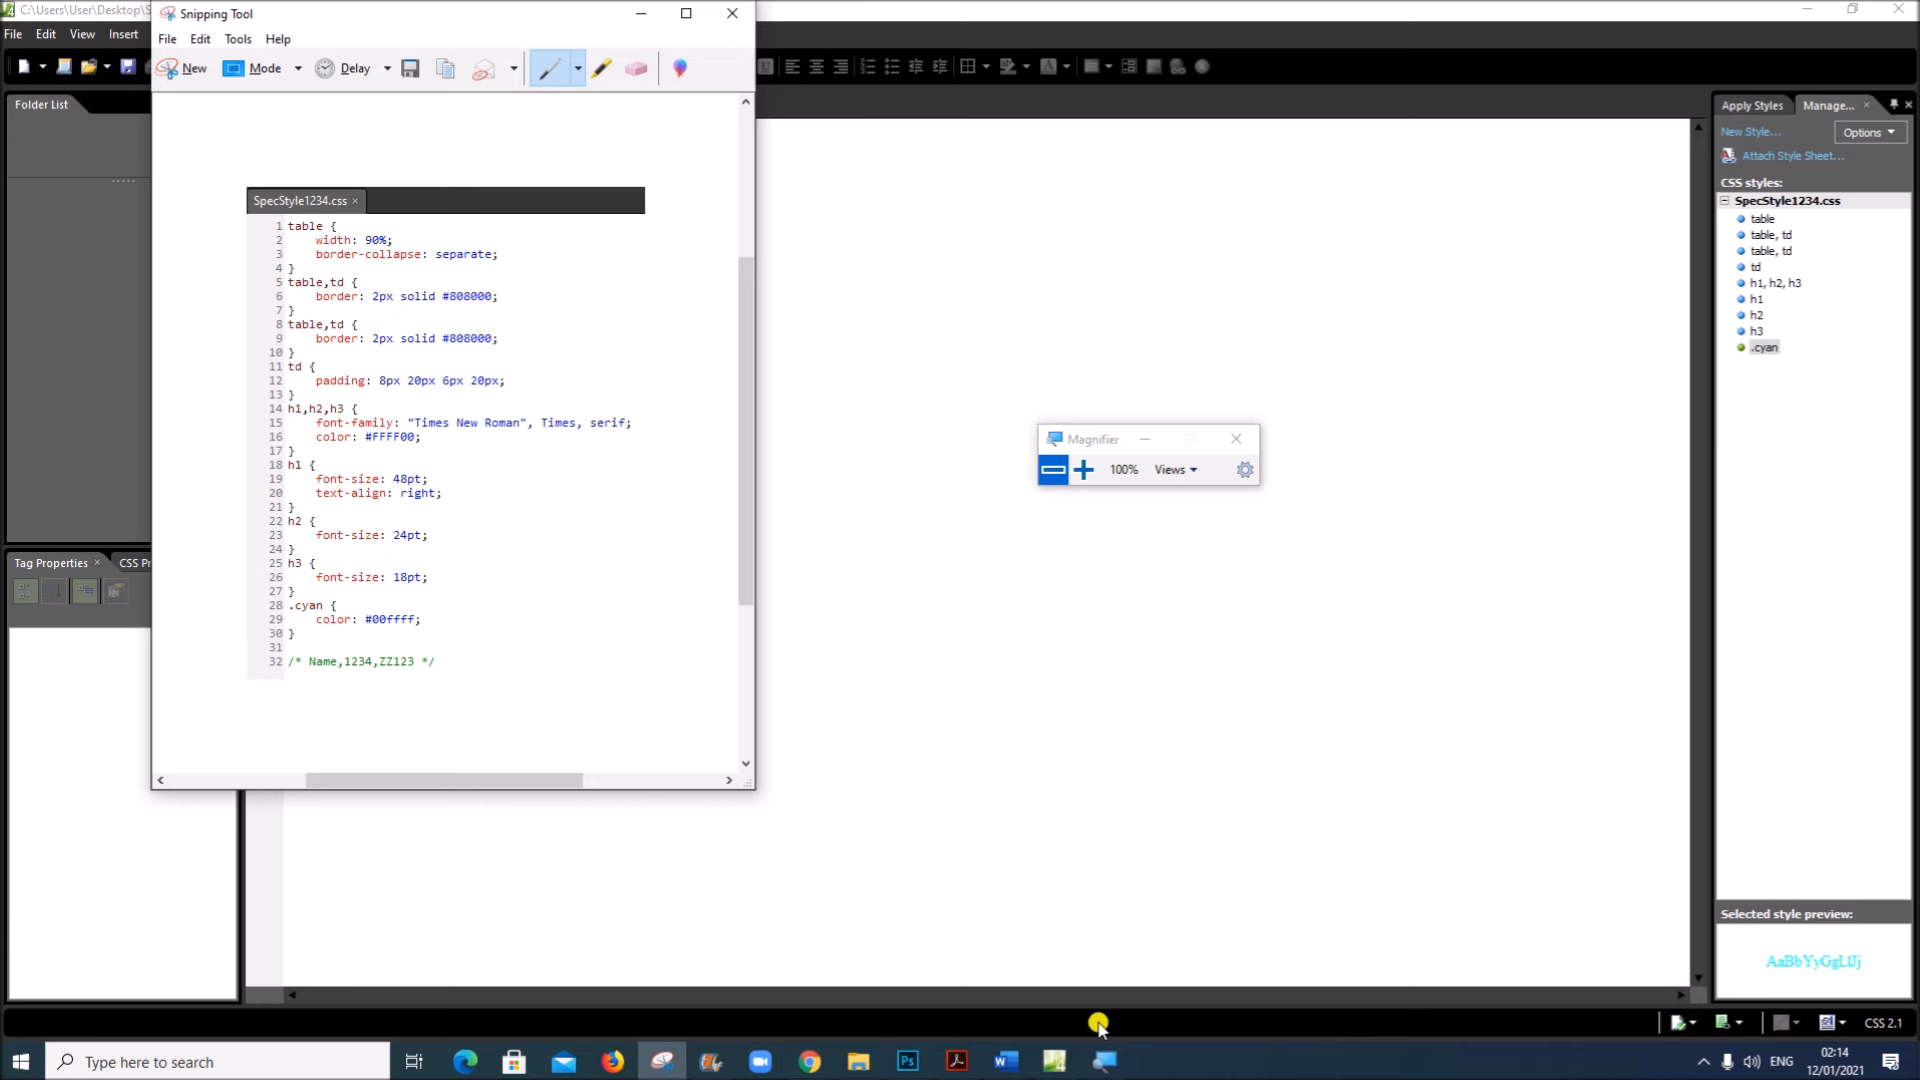 C:\Users\User\Desktop\S
File Edit View Insert
Folder List
Tag Properties × CSS Pr
Snipping Tool
File Edit Tools Help
New Mode Delay
SpecStyle1234.css ×
1 table {
2 width: 90%;
3 border-collapse: separate;
4 }
5 table,td {
6 border: 2px solid #808000;
7 }
8 table,td {
9 border: 2px solid #808000;
10 }
11 td {
12 padding: 8px 20px 6px 20px;
13 }
14 h1,h2,h3 {
15 font-family: "Times New Roman", Times, serif;
16 color: #FFFF00;
17 }
18 h1 {
19 font-size: 48pt;
20 text-align: right;
21 }
22 h2 {
23 font-size: 24pt;
24 }
25 h3 {
26 font-size: 18pt;
27 }
28 .cyan {
29 color: #00ffff;
30 }
31
32 /* Name,1234,ZZ123 */
Magnifier
100% Views
Apply Styles Manage... ×
New Style... Options
Attach Style Sheet...
CSS styles:
SpecStyle1234.css
table
table, td
table, td
td
h1, h2, h3
h1
h2
h3
.cyan
Selected style preview:
AaBbYyGgLlJj
CSS 2.1
Type here to search
Ps
ENG
02:14
12/01/2021